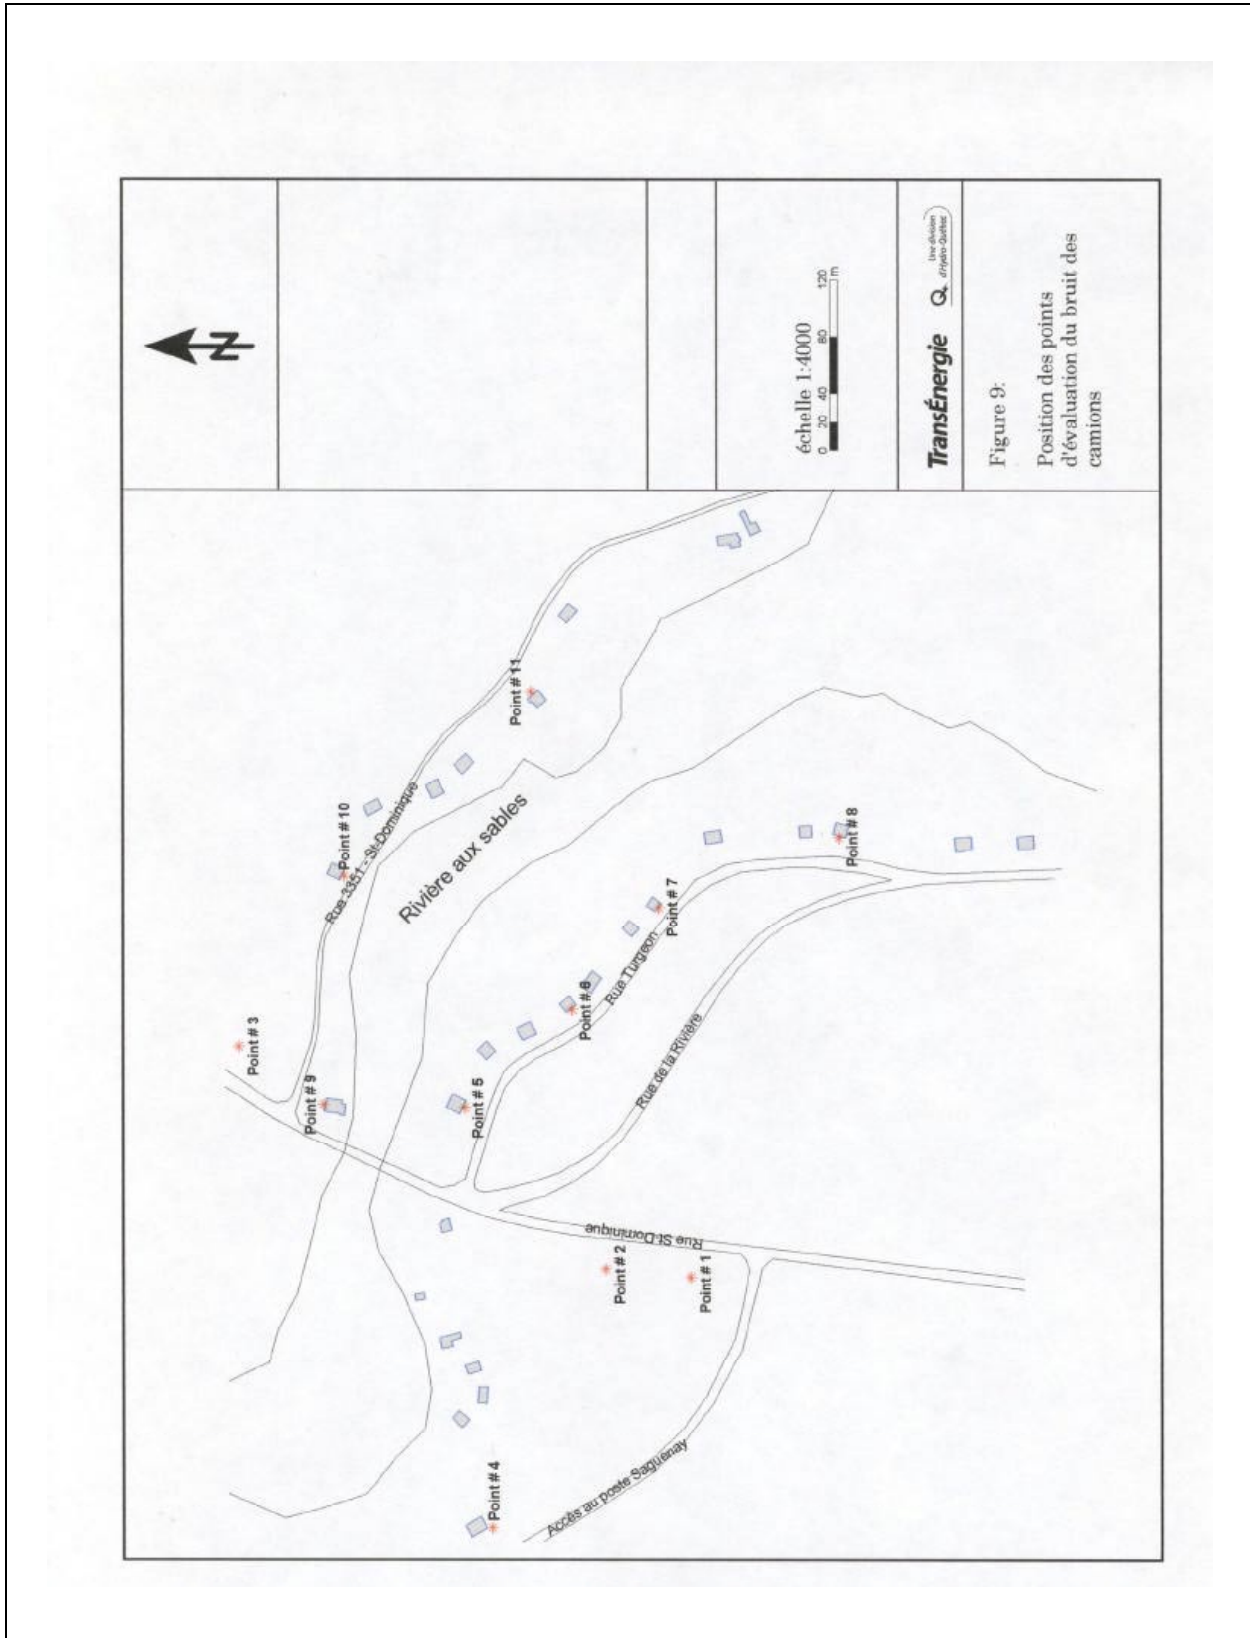 N
échelle 1:4000
0 20 40 80 120 m
TransÉnergie
Une division
d'Hydro-Québec
Figure 9:
Position des points
d'évaluation du bruit des
camions
Point # 3
Point # 9
Point # 10
Rue 3351 - St-Dominique
Point # 11
Rivière aux sables
Point # 5
Point # 6
Point # 7
Point # 8
Rue Turgeon
Rue de la Rivière
Rue St-Dominique
Point # 2
Point # 1
Point # 4
Accès au poste Saguenay